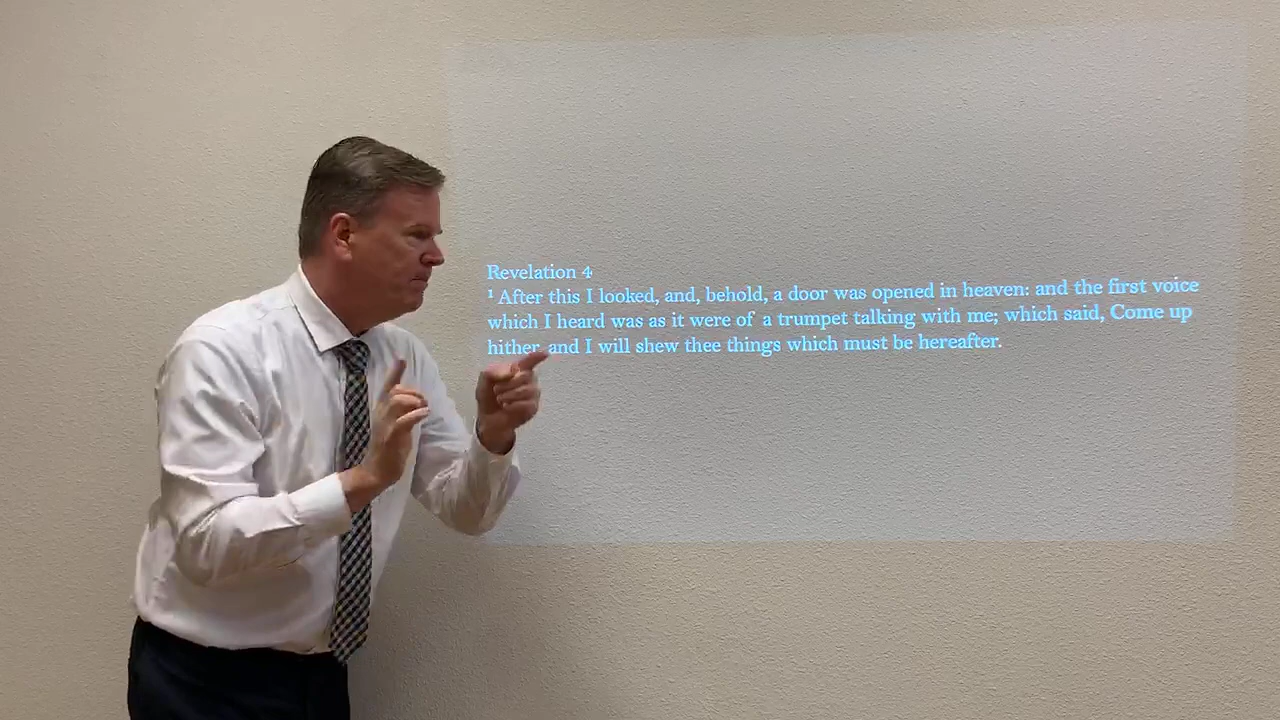 Revelation 4
¹ After this I looked, and, behold, a door was opened in heaven: and the first voice
which I heard was as it were of a trumpet talking with me; which said, Come up
hither, and I will shew thee things which must be hereafter.